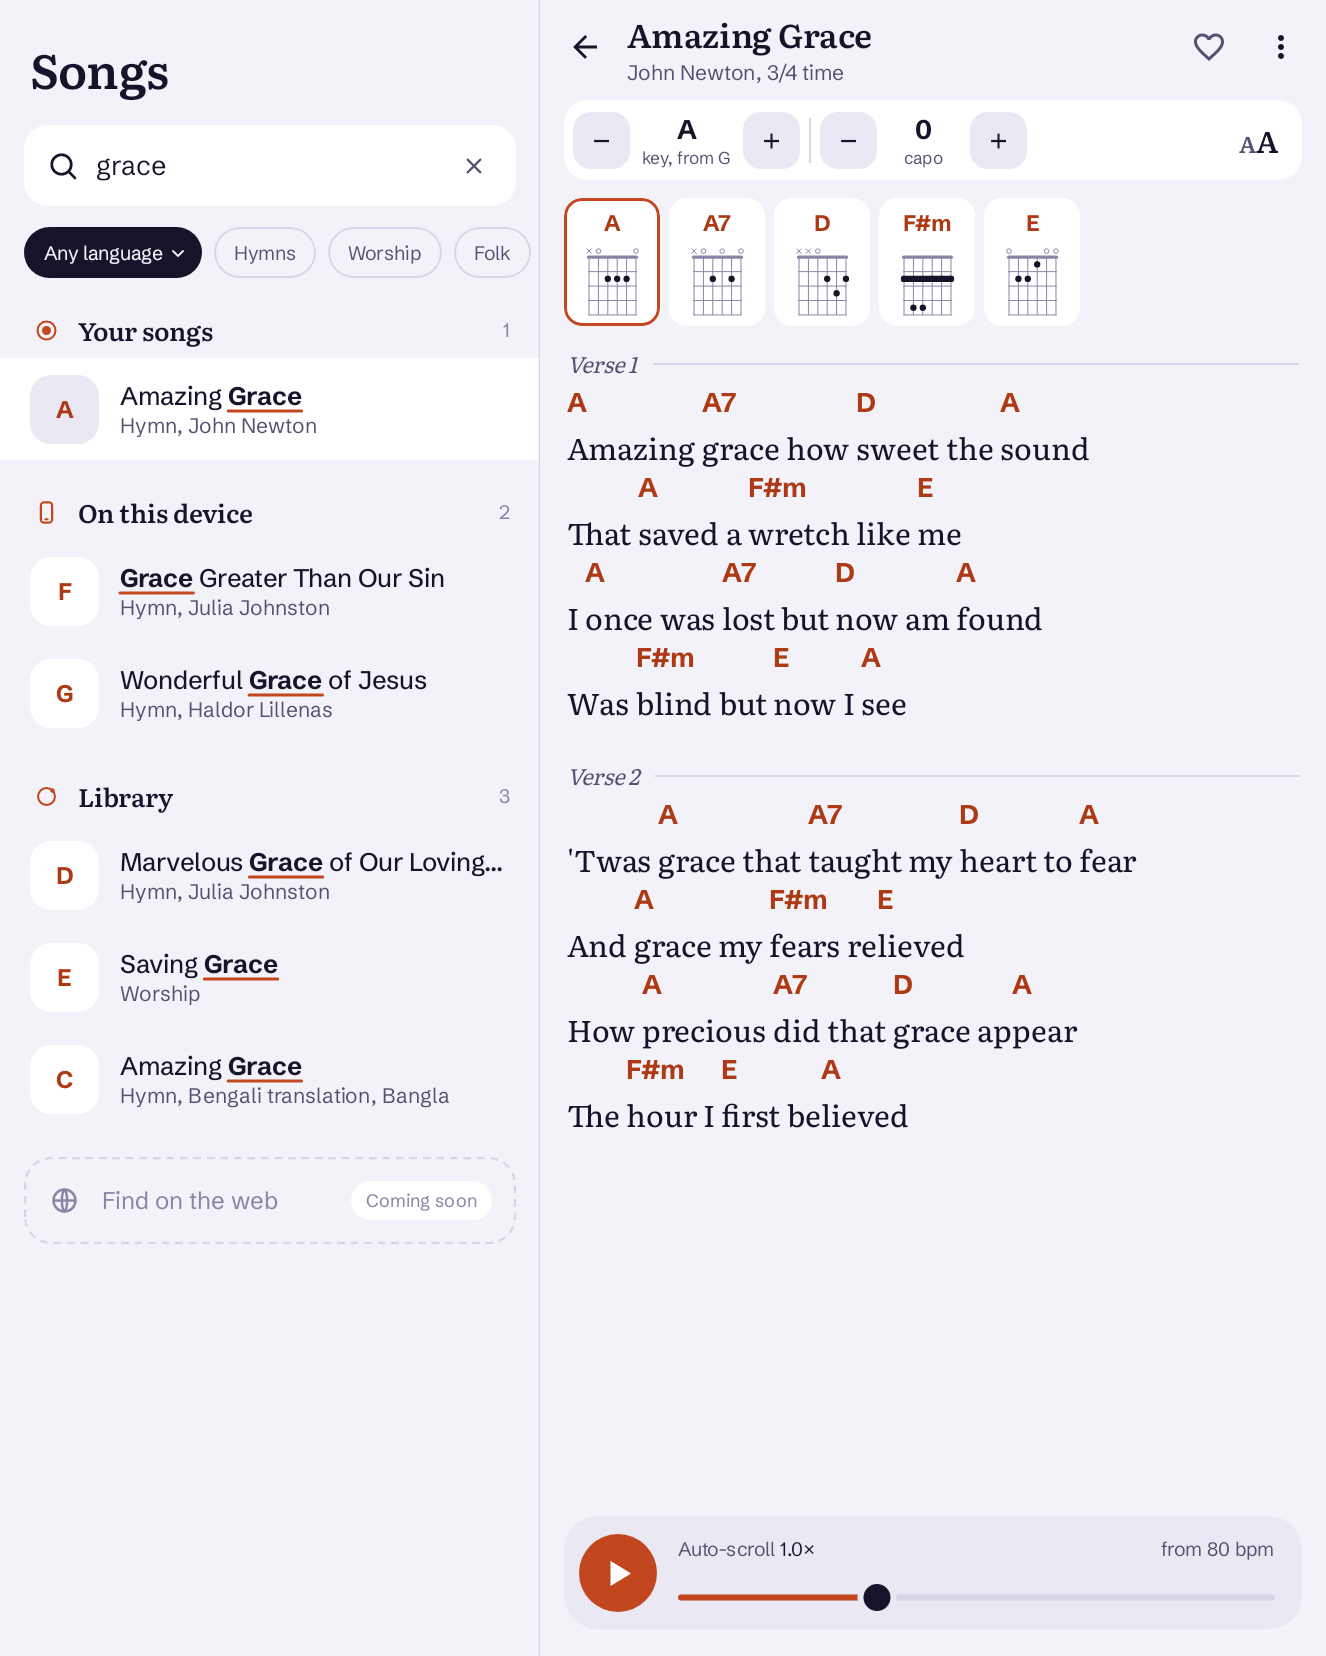 Songs
grace
Any language
Hymns
Worship
Folk
Your songs
1
A
Amazing Grace
Hymn, John Newton
On this device
2
F
Grace Greater Than Our Sin
Hymn, Julia Johnston
G
Wonderful Grace of Jesus
Hymn, Haldor Lillenas
Library
3
D
Marvelous Grace of Our Loving...
Hymn, Julia Johnston
E
Saving Grace
Worship
C
Amazing Grace
Hymn, Bengali translation, Bangla
Find on the web
Coming soon
Amazing Grace
John Newton, 3/4 time
− A + − 0 +
key, from G
capo
AA
A A7 D F#m E
Verse 1
A A7 D A
Amazing grace how sweet the sound
A F#m E
That saved a wretch like me
A A7 D A
I once was lost but now am found
F#m E A
Was blind but now I see
Verse 2
A A7 D A
'Twas grace that taught my heart to fear
A F#m E
And grace my fears relieved
A A7 D A
How precious did that grace appear
F#m E A
The hour I first believed
Auto-scroll 1.0×
from 80 bpm